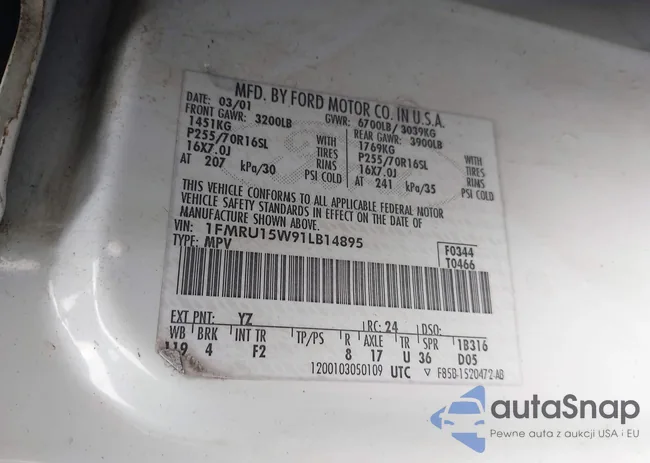 MFD. BY FORD MOTOR CO. IN U.S.A.
DATE: 03/01 GVWR: 6700LB/ 3039KG
FRONT GAWR: 3200LB REAR GAWR: 3900LB
1451KG WITH 1769KG WITH
P255/70R16SL TIRES P255/70R16SL TIRES
16X7.0J RIMS 16X7.0J RIMS
AT 207 kPa/30 PSI COLD AT 241 kPa/35 PSI COLD
THIS VEHICLE CONFORMS TO ALL APPLICABLE FEDERAL MOTOR
VEHICLE SAFETY STANDARDS IN EFFECT ON THE DATE OF
MANUFACTURE SHOWN ABOVE.
VIN: 1FMRU15W91LB14895
TYPE: MPV
F0344
T0466
EXT PNT: YZ RC: 24 DSO:
WB BRK INT TR TP/PS R AXLE TR SPR 1B316
119 4 F2 8 17 U 36 D05
1200103050109 UTC ▽ F85B-1520472-AB
autaSnap
Pewne auta z aukcji USA i EU